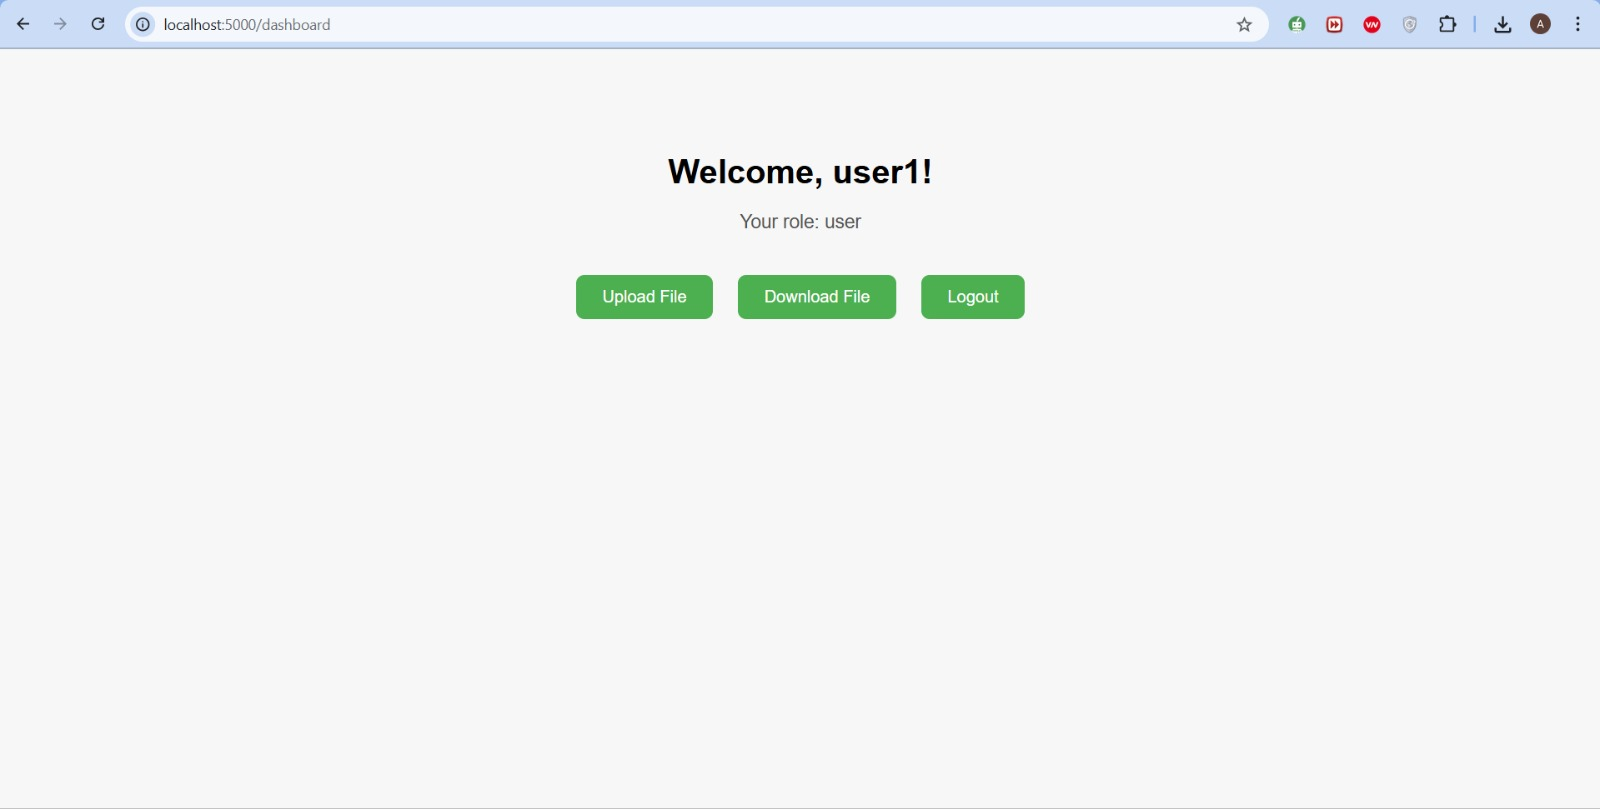 localhost:5000/dashboard
A
Welcome, user1!
Your role: user
Upload File Download File Logout